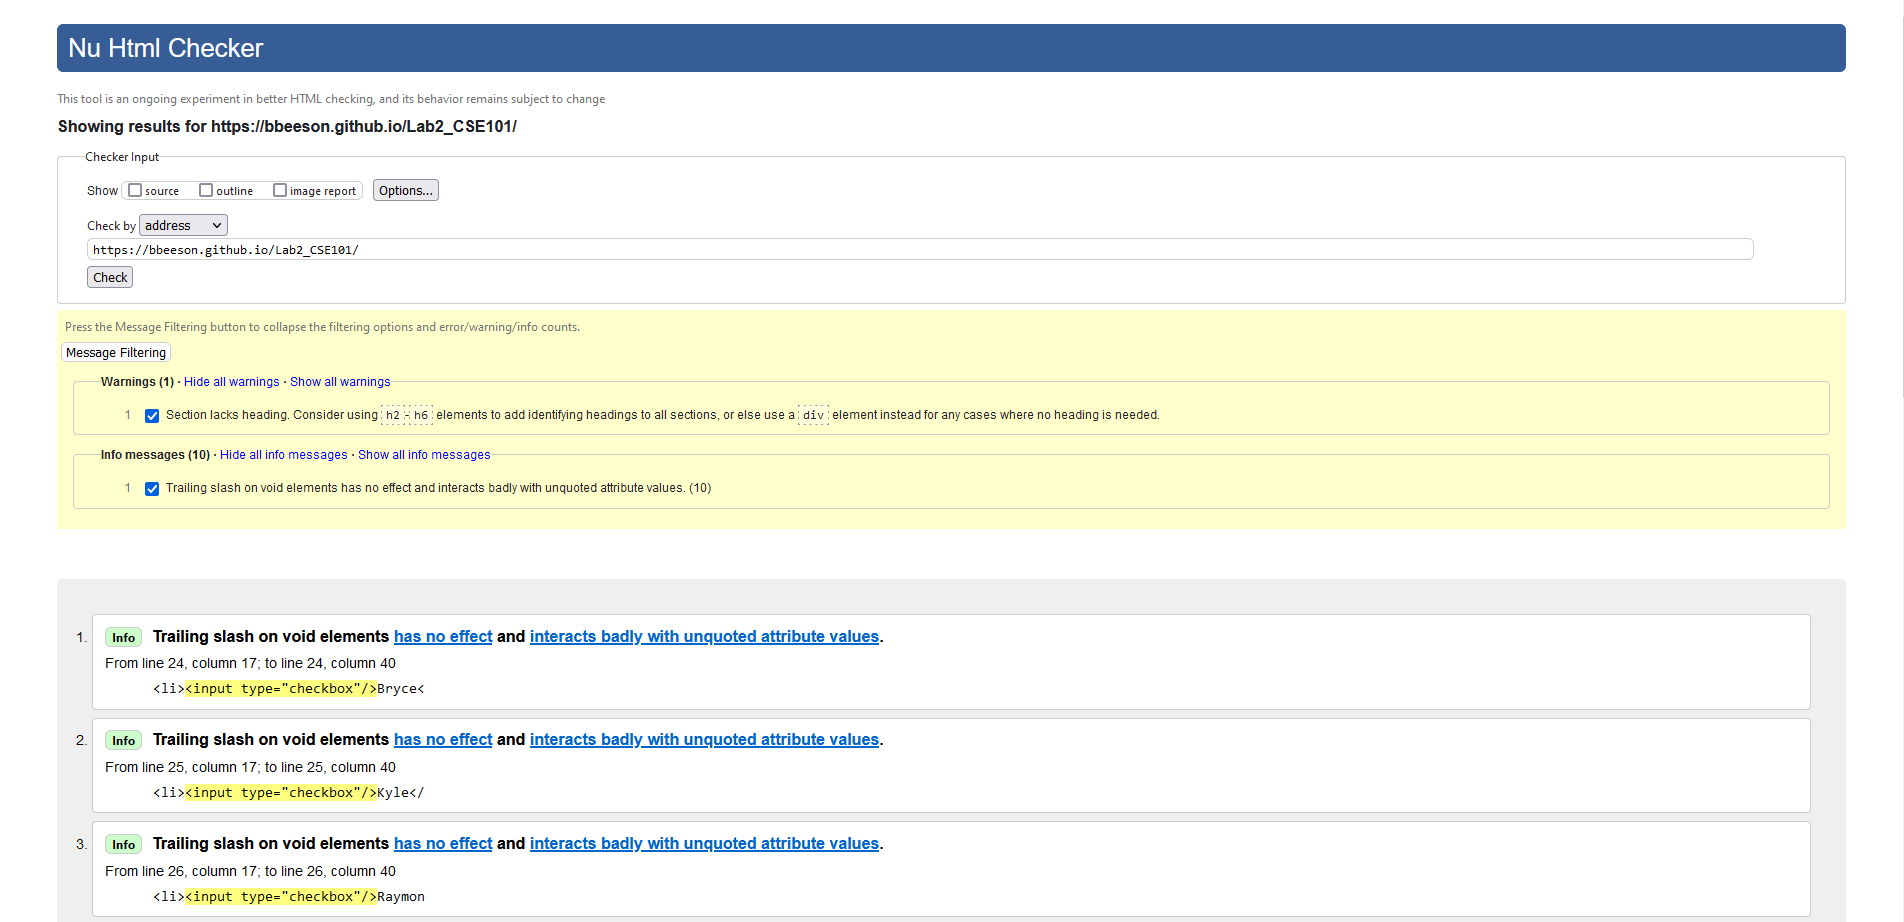 Nu Html Checker
This tool is an ongoing experiment in better HTML checking, and its behavior remains subject to change
Showing results for https://bbeeson.github.io/Lab2_CSE101/
Checker Input
Show source outline image report Options...
Check by address
https://bbeeson.github.io/Lab2_CSE101/
Check
Press the Message Filtering button to collapse the filtering options and error/warning/info counts.
Message Filtering
Warnings (1) · Hide all warnings · Show all warnings
1 Section lacks heading. Consider using h2-h6 elements to add identifying headings to all sections, or else use a div element instead for any cases where no heading is needed.
Info messages (10) · Hide all info messages · Show all info messages
1 Trailing slash on void elements has no effect and interacts badly with unquoted attribute values. (10)
1. Info Trailing slash on void elements has no effect and interacts badly with unquoted attribute values.
From line 24, column 17; to line 24, column 40
<li><input type="checkbox"/>Bryce<
2. Info Trailing slash on void elements has no effect and interacts badly with unquoted attribute values.
From line 25, column 17; to line 25, column 40
<li><input type="checkbox"/>Kyle</
3. Info Trailing slash on void elements has no effect and interacts badly with unquoted attribute values.
From line 26, column 17; to line 26, column 40
<li><input type="checkbox"/>Raymon